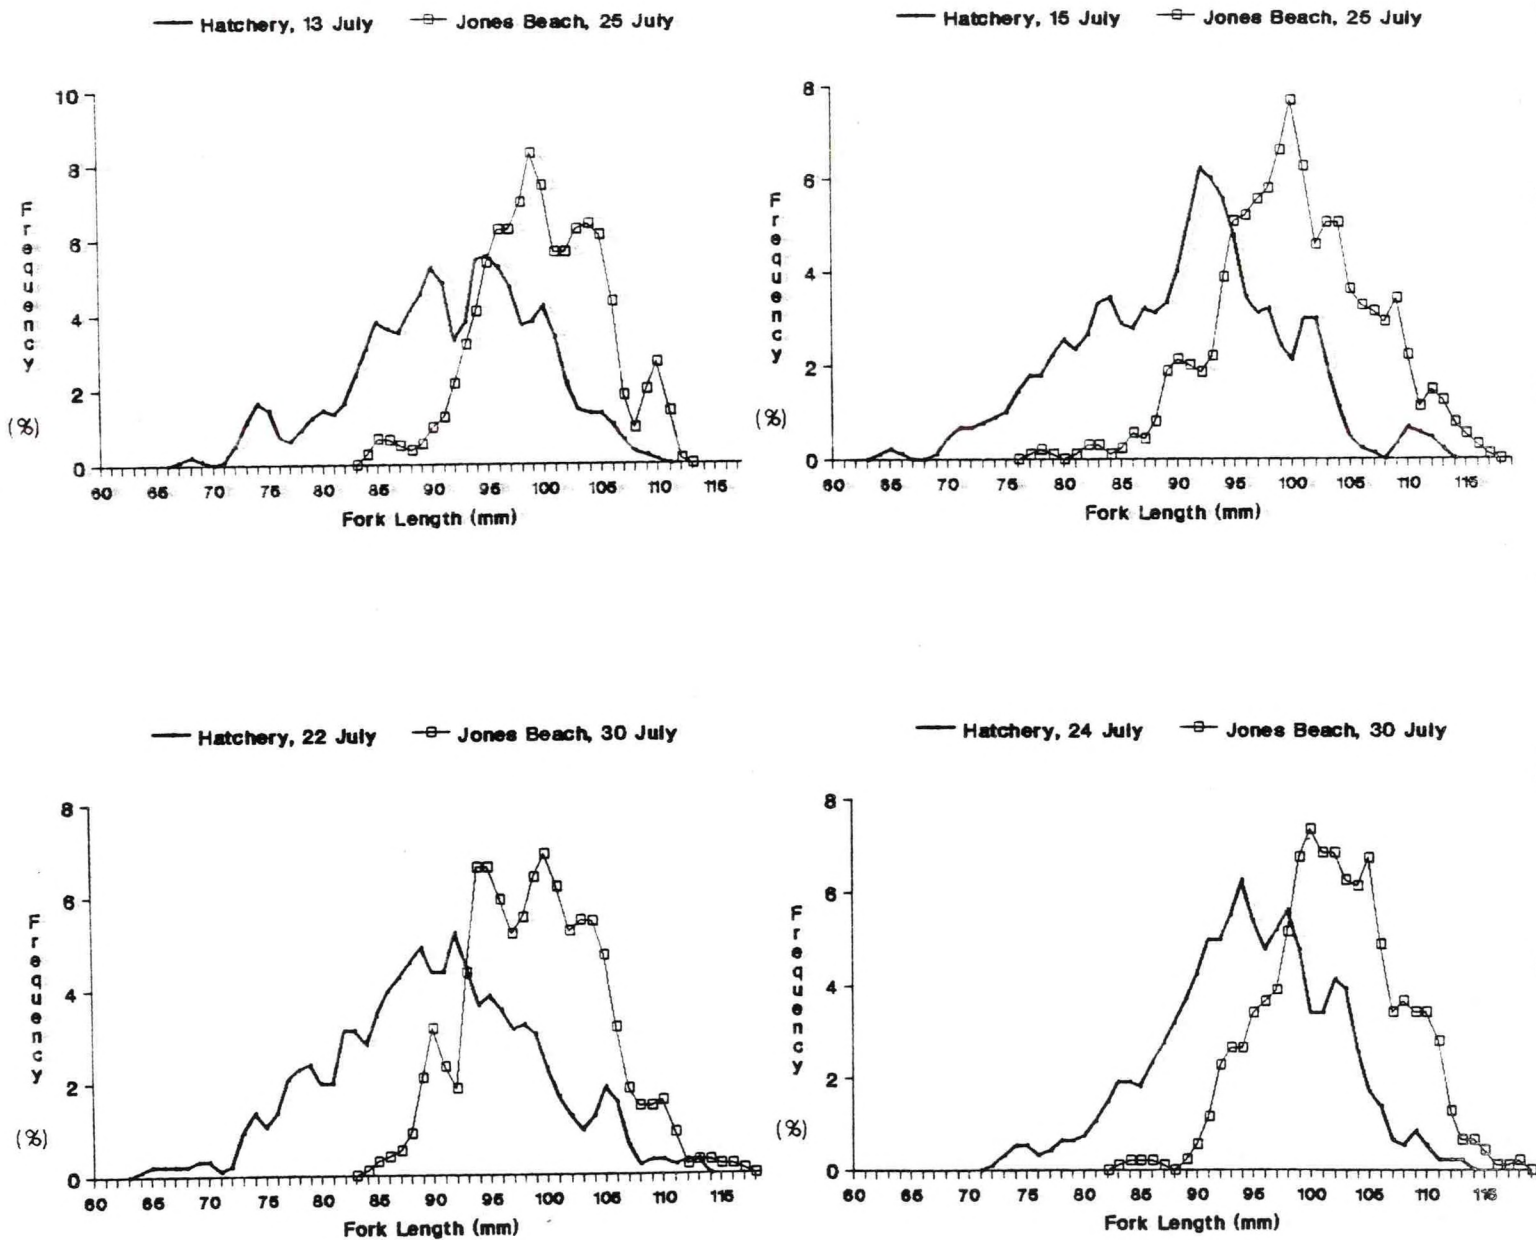 Hatchery, 13 July Jones Beach, 25 July
10
8
6
4
2
0
Frequency
(%)
60 65 70 75 80 85 90 95 100 105 110 115
Fork Length (mm)
Hatchery, 15 July Jones Beach, 25 July
8
6
4
2
0
Frequency
(%)
60 65 70 75 80 85 90 95 100 105 110 115
Fork Length (mm)
Hatchery, 22 July Jones Beach, 30 July
8
6
4
2
0
Frequency
(%)
60 65 70 75 80 85 90 95 100 105 110 115
Fork Length (mm)
Hatchery, 24 July Jones Beach, 30 July
8
6
4
2
0
Frequency
(%)
60 65 70 75 80 85 90 95 100 105 110 115
Fork Length (mm)